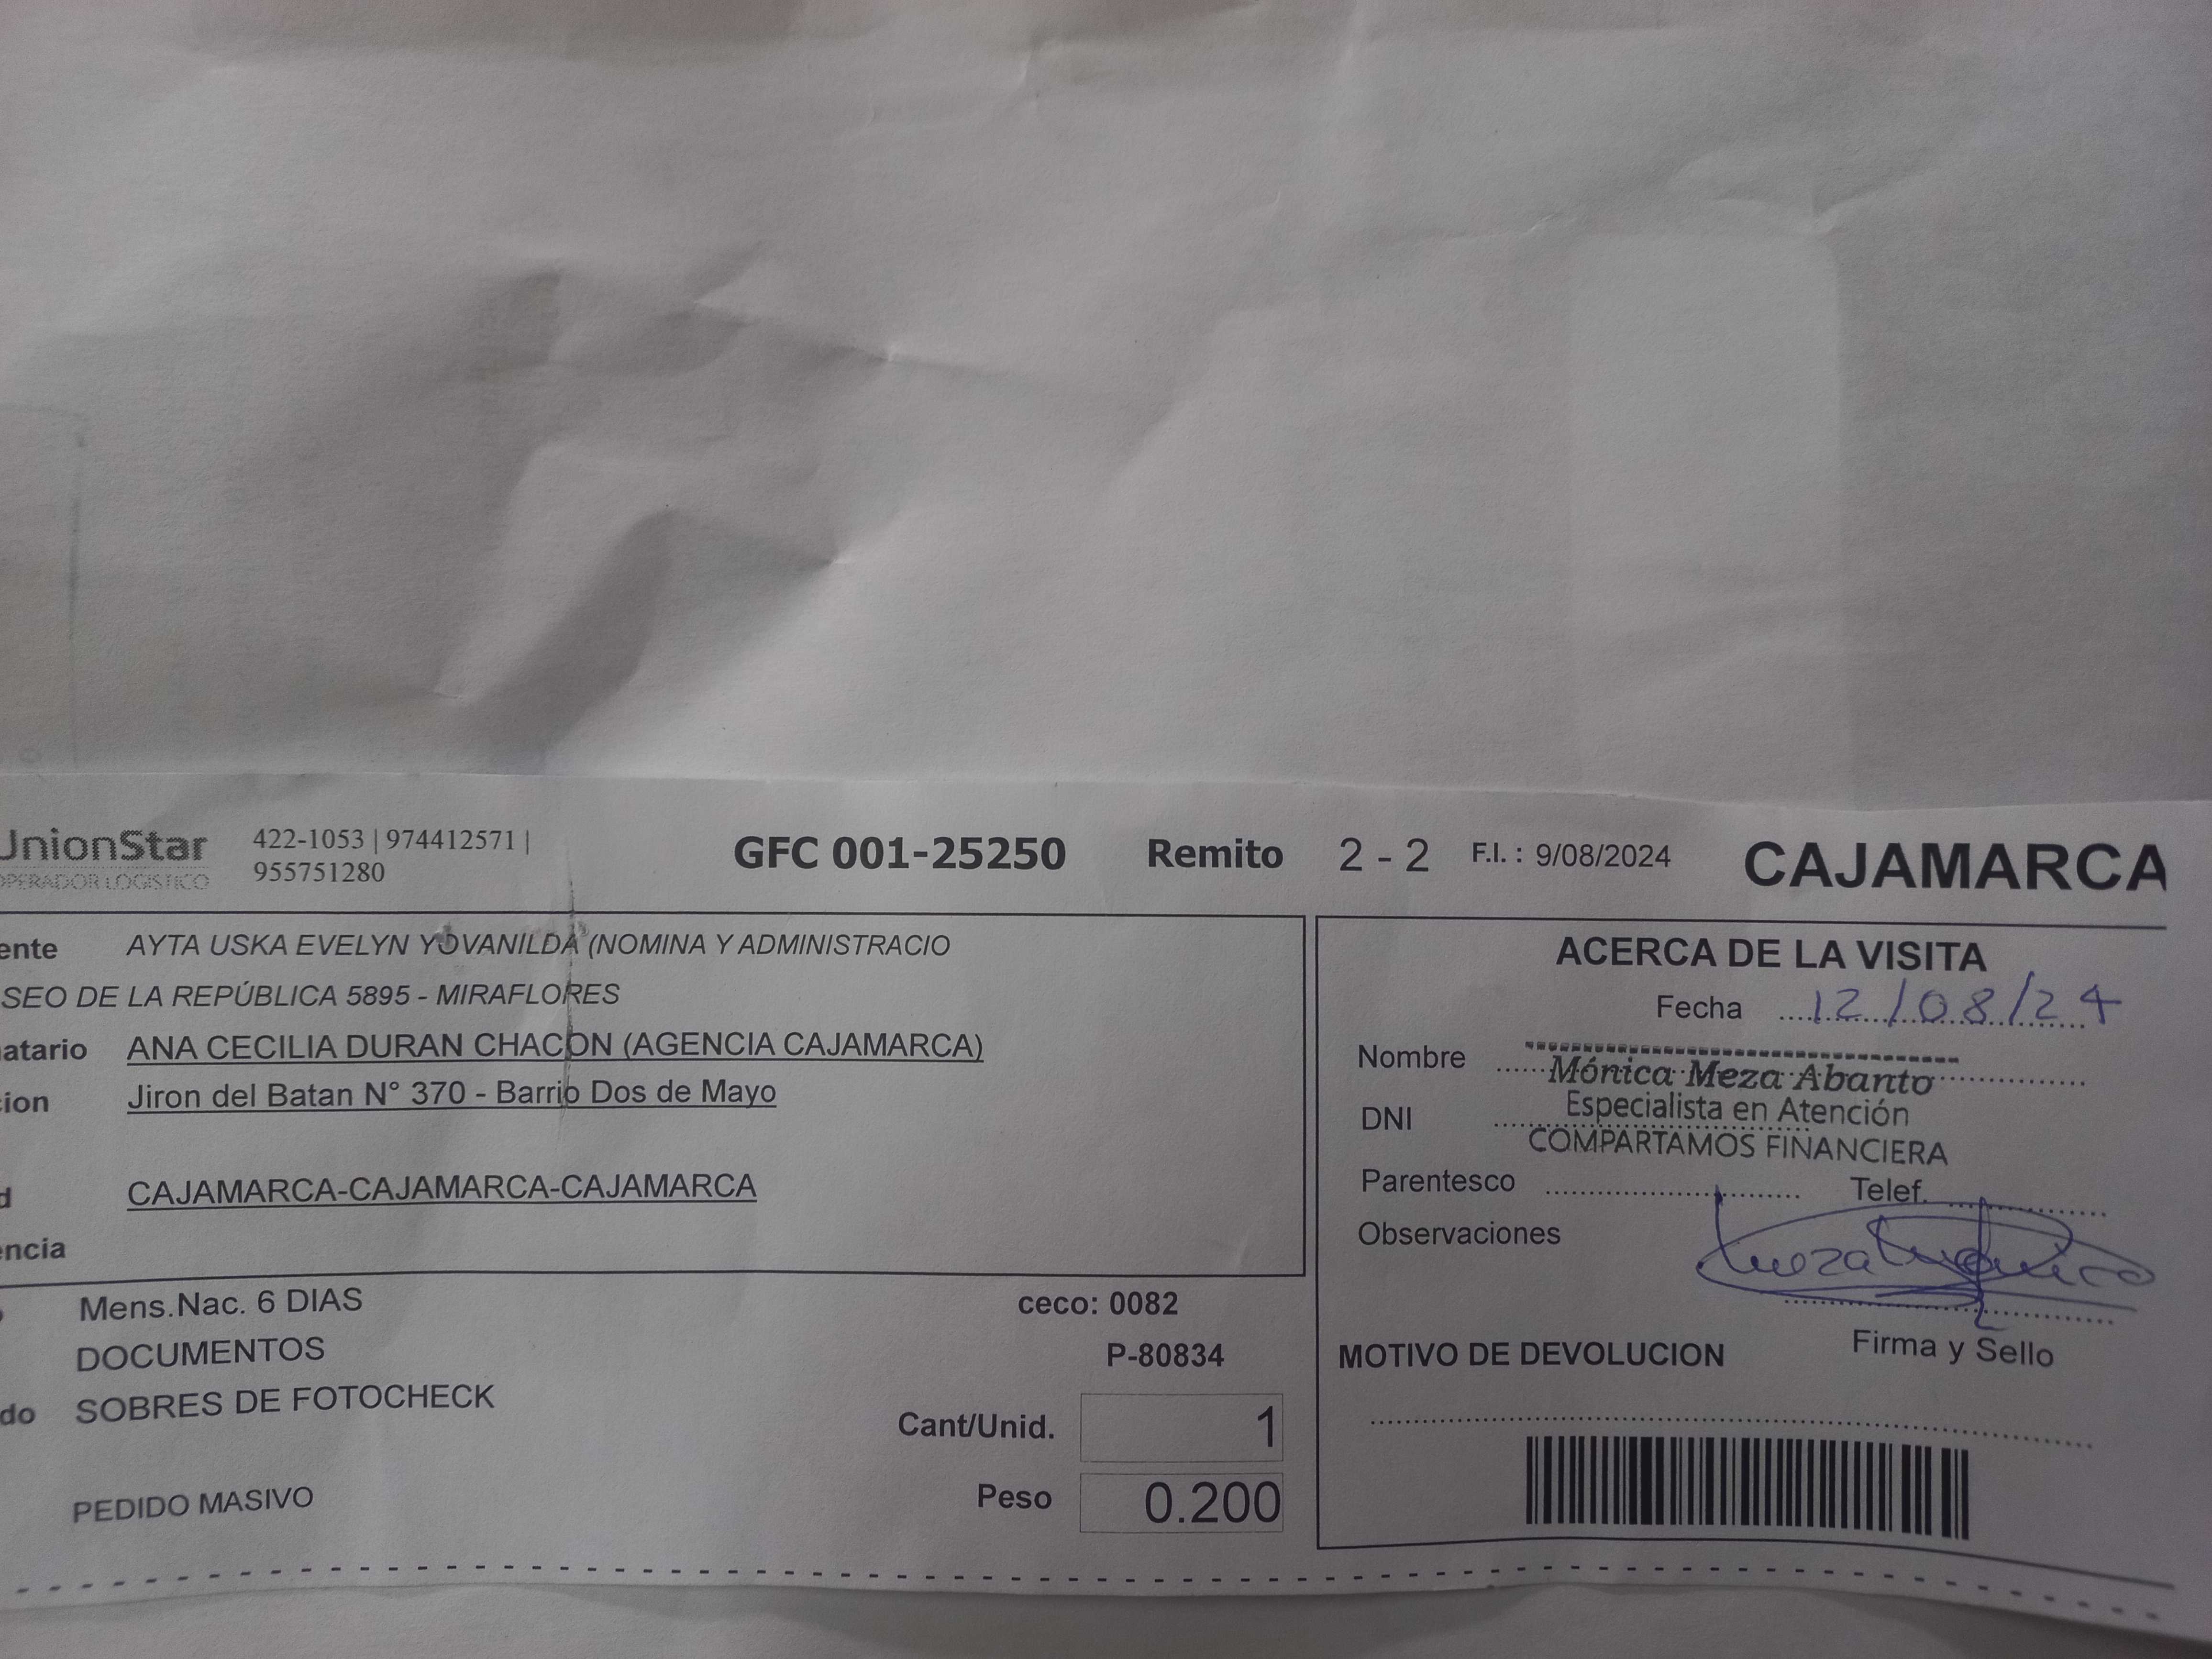 UnionStar
OPERADOR LOGISTICO
422-1053 | 974412571 |
955751280
GFC 001-25250 Remito 2 - 2 F.I. : 9/08/2024 CAJAMARCA
ente AYTA USKA EVELYN YOVANILDA (NOMINA Y ADMINISTRACIO
SEO DE LA REPÚBLICA 5895 - MIRAFLORES
atario ANA CECILIA DURAN CHACON (AGENCIA CAJAMARCA)
cion Jiron del Batan N° 370 - Barrio Dos de Mayo
d CAJAMARCA-CAJAMARCA-CAJAMARCA
encia
Mens.Nac. 6 DIAS
ceco: 0082
DOCUMENTOS
P-80834
do SOBRES DE FOTOCHECK
Cant/Unid. 1
PEDIDO MASIVO
Peso 0.200
ACERCA DE LA VISITA
Fecha 12/08/24
Nombre Mónica Meza Abanto
Especialista en Atención
DNI
COMPARTAMOS FINANCIERA
Parentesco Telef.
Observaciones
Firma y Sello
MOTIVO DE DEVOLUCION